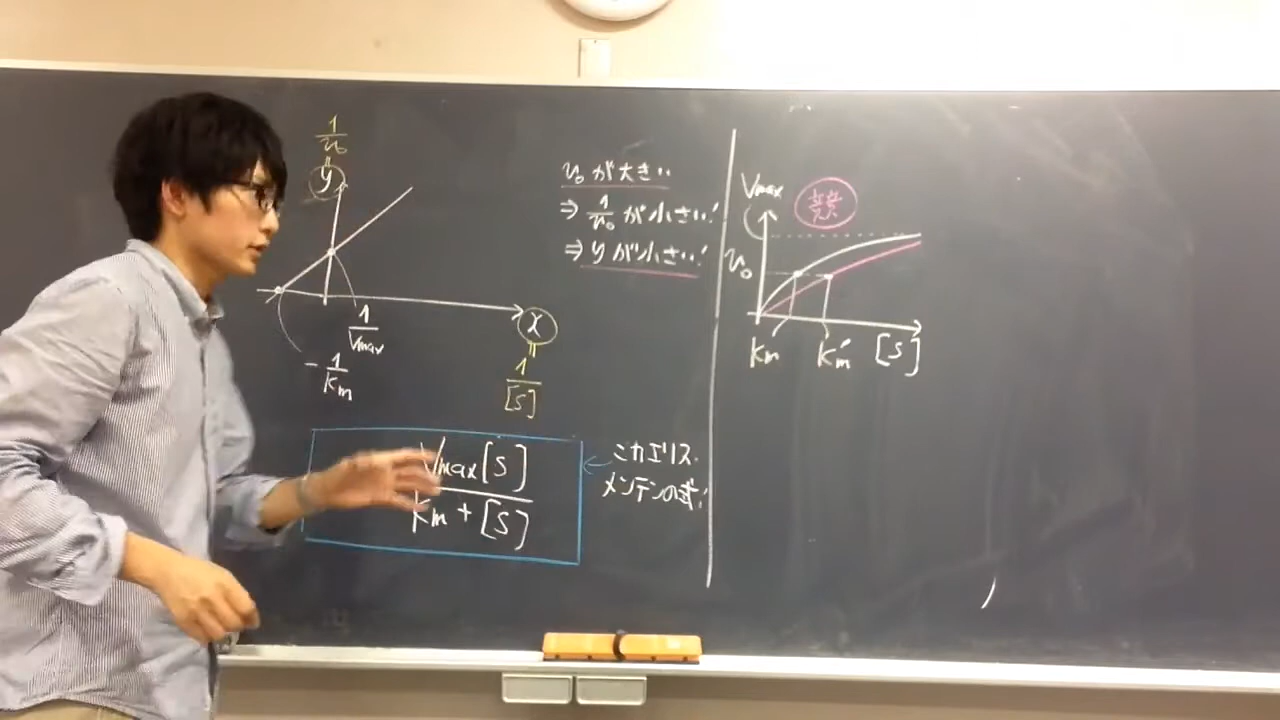 1/v₀
=
y
1/Vmax
-1/Km
x
=
1/[S]
v₀が大きい
⇒ 1/v₀ が小さい!
⇒ yが小さい!
Vmax[S]/Km + [S]
← ミカエリス
メンテンの式!
Vmax
競
v₀
Km
Km′
[S]